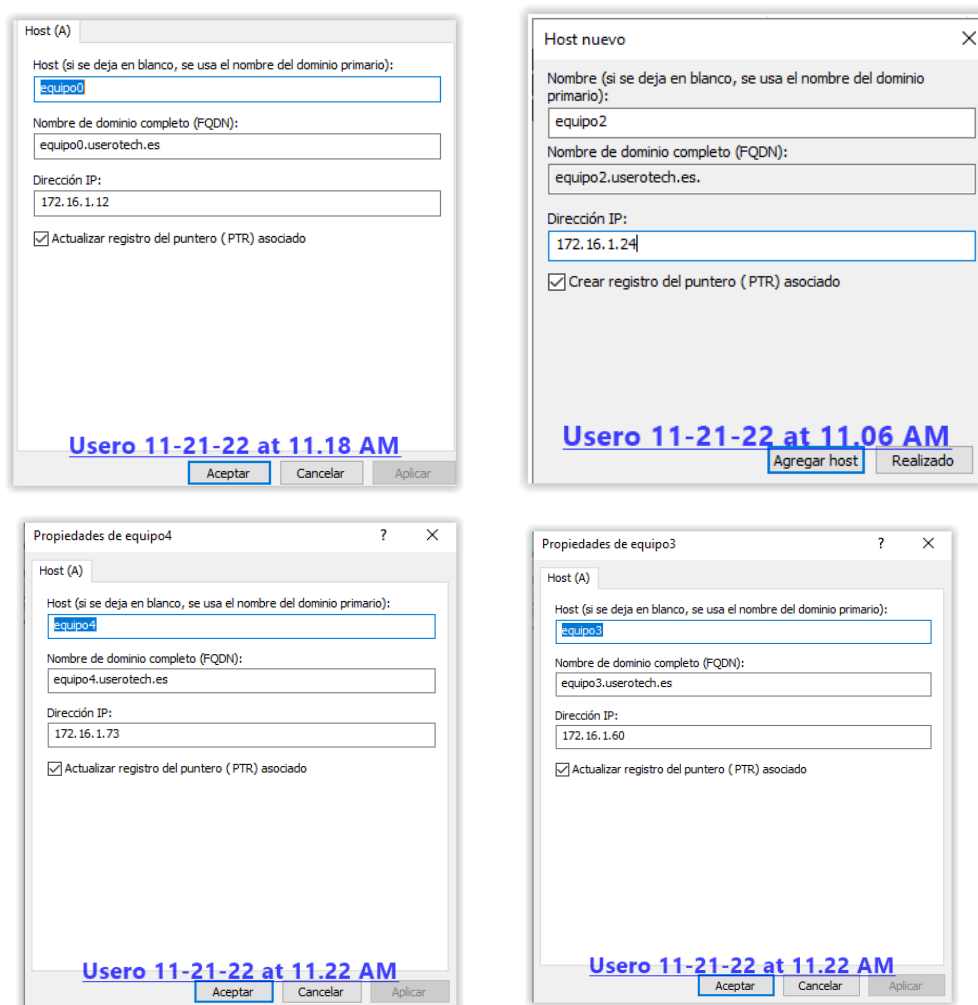 Host (A)
Host (si se deja en blanco, se usa el nombre del dominio primario):
equipo0
Nombre de dominio completo (FQDN):
equipo0.userotech.es
Dirección IP:
172.16.1.12
Actualizar registro del puntero (PTR) asociado
Usero 11-21-22 at 11.18 AM
Aceptar Cancelar Aplicar
Host nuevo
Nombre (si se deja en blanco, se usa el nombre del dominio
primario):
equipo2
Nombre de dominio completo (FQDN):
equipo2.userotech.es.
Dirección IP:
172.16.1.24
Crear registro del puntero (PTR) asociado
Usero 11-21-22 at 11.06 AM
Agregar host Realizado
Propiedades de equipo4 ?
Host (A)
Host (si se deja en blanco, se usa el nombre del dominio primario):
equipo4
Nombre de dominio completo (FQDN):
equipo4.userotech.es
Dirección IP:
172.16.1.73
Actualizar registro del puntero (PTR) asociado
Usero 11-21-22 at 11.22 AM
Aceptar Cancelar Aplicar
Propiedades de equipo3 ?
Host (A)
Host (si se deja en blanco, se usa el nombre del dominio primario):
equipo3
Nombre de dominio completo (FQDN):
equipo3.userotech.es
Dirección IP:
172.16.1.60
Actualizar registro del puntero (PTR) asociado
Usero 11-21-22 at 11.22 AM
Aceptar Cancelar Aplicar